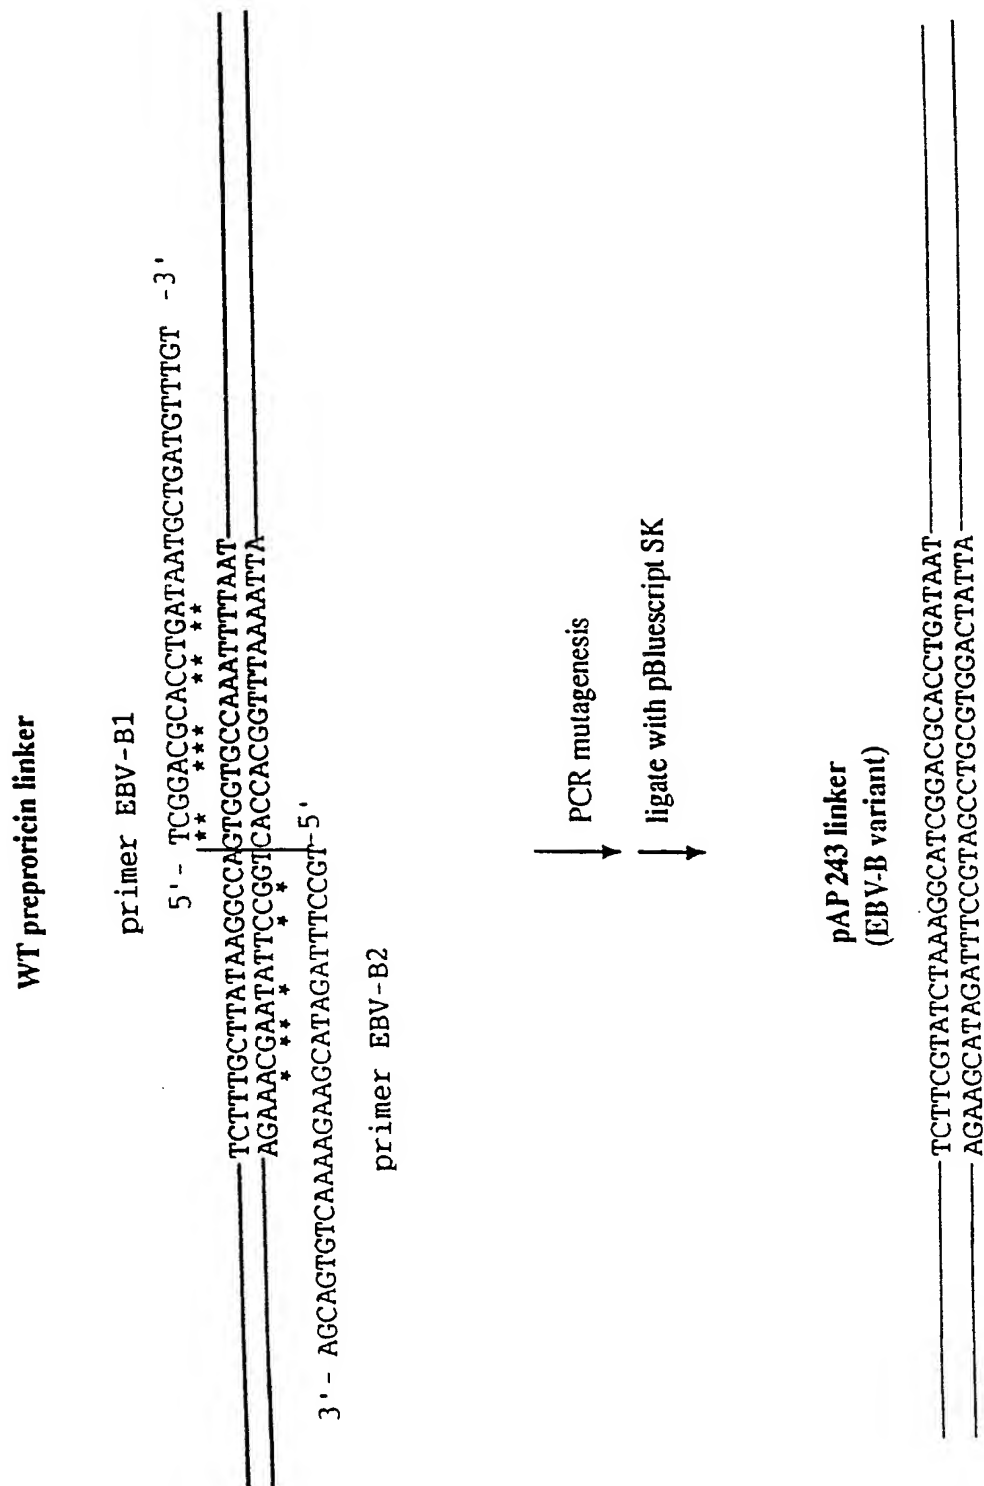 WT preproricin linker
primer EBV-B1
5'- TCGGACGCACCTGATAATGCTGATGTTTGT -3'
** *** ** **
TCTTTGCTTATAAGGCCAGTGGTGCCAAATTTTAAT
AGAAACGAATATTCCGGTCACCACGGTTTAAAATTA
* ** * * *
3'- AGCAGTGTCAAAAGAAGCATAGATTTCCGT-5'
primer EBV-B2
PCR mutagenesis
ligate with pBluescript SK
pAP 243 linker
(EBV-B variant)
TCTTCGTATCTAAAGGCATCGGACGCACCTGATAAT
AGAAGCATAGATTTCCGTAGCCTGCGTGGACTATTA